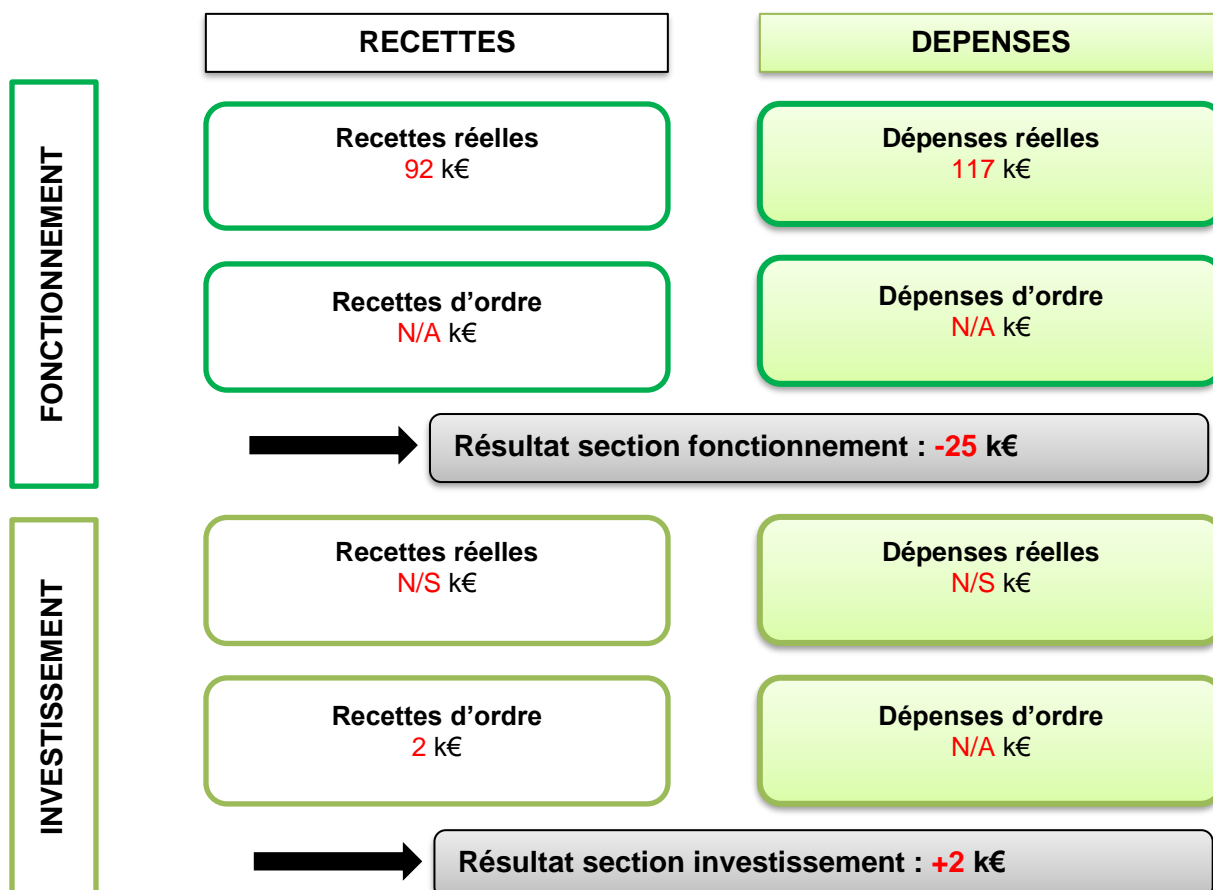 RECETTES
DEPENSES
FONCTIONNEMENT
Recettes réelles
92 k€
Dépenses réelles
117 k€
Recettes d’ordre
N/A k€
Dépenses d’ordre
N/A k€
Résultat section fonctionnement : -25 k€
INVESTISSEMENT
Recettes réelles
N/S k€
Dépenses réelles
N/S k€
Recettes d’ordre
2 k€
Dépenses d’ordre
N/A k€
Résultat section investissement : +2 k€